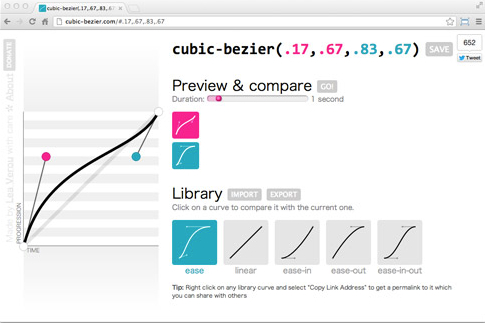 cubic-bezier(.17,.67,.83,.67)
cubic-bezier.com/#.17,.67,.83,.67
cubic-bezier(.17,.67,.83,.67) SAVE
652
Tweet
Made by Lea Verou with care ☆ About DONATE
Preview & compare GO!
Duration: 1 second
PROGRESSION
TIME
Library IMPORT EXPORT
Click on a curve to compare it with the current one.
ease linear ease-in ease-out ease-in-out
Tip: Right click on any library curve and select "Copy Link Address" to get a permalink to it which
you can share with others